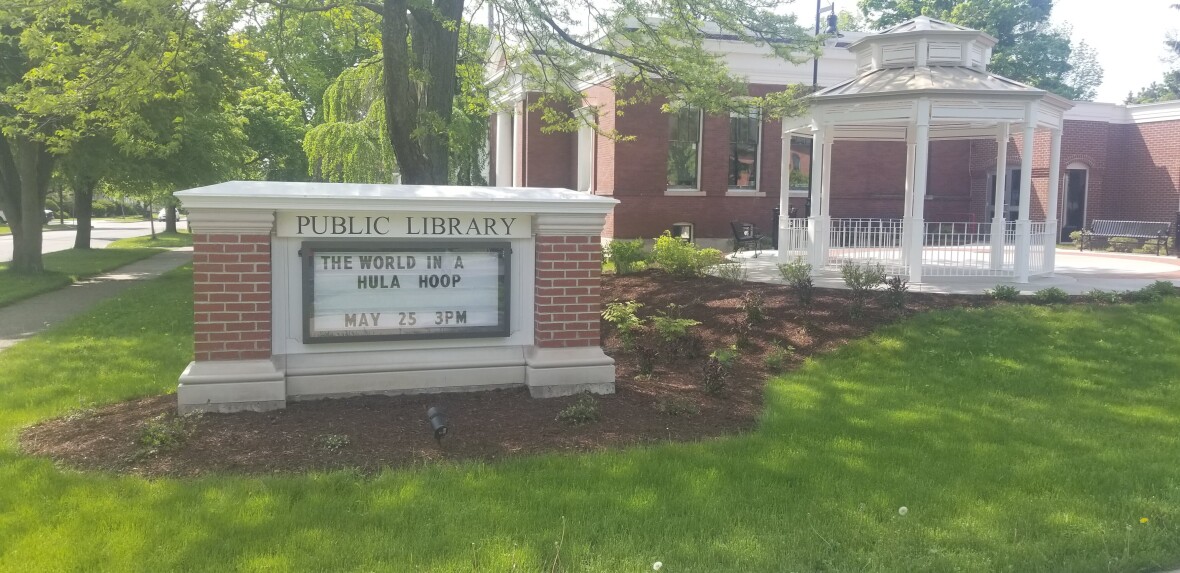 PUBLIC LIBRARY
THE WORLD IN A
HULA HOOP
MAY 25 3PM